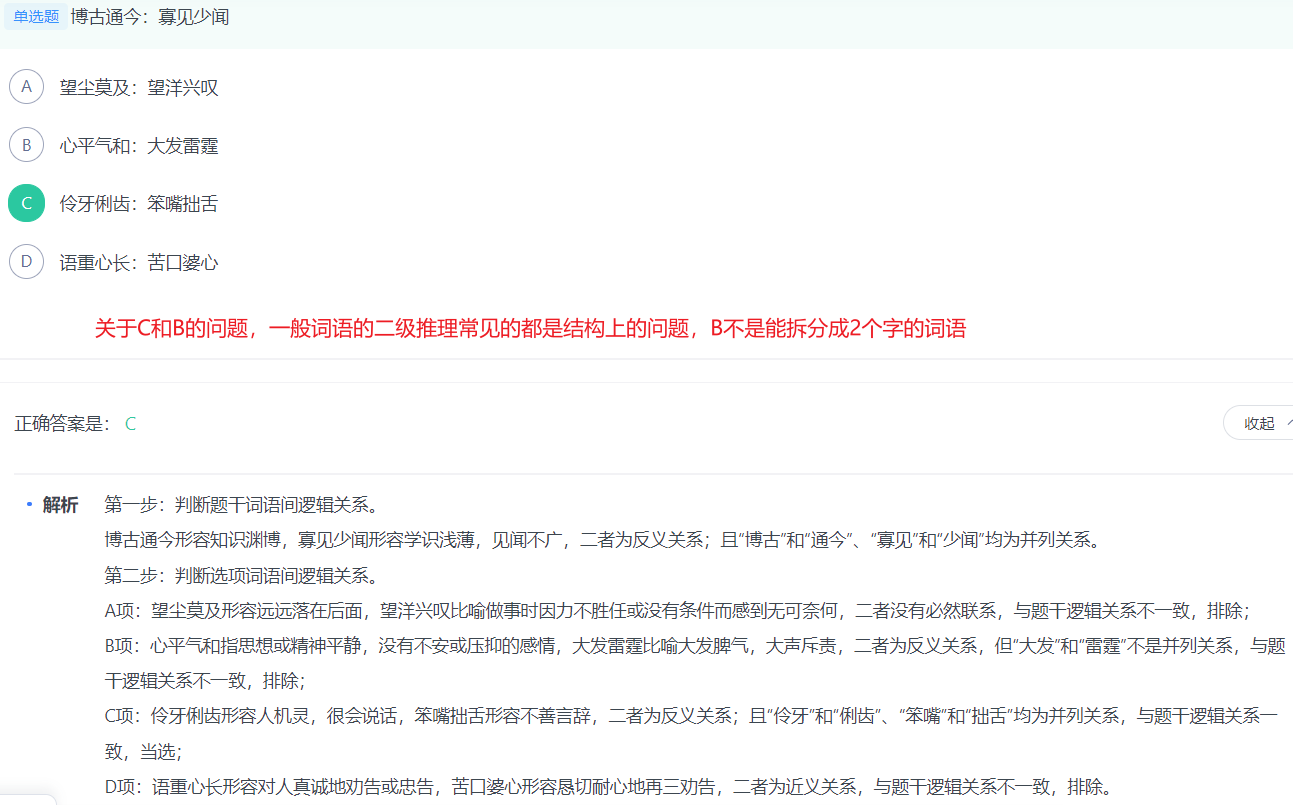 单选题 博古通今：寡见少闻
A 望尘莫及：望洋兴叹
B 心平气和：大发雷霆
C 伶牙俐齿：笨嘴拙舌
D 语重心长：苦口婆心
关于C和B的问题，一般词语的二级推理常见的都是结构上的问题，B不是能拆分成2个字的词语
正确答案是： C
收起
• 解析 第一步：判断题干词语间逻辑关系。
博古通今形容知识渊博，寡见少闻形容学识浅薄，见闻不广，二者为反义关系；且“博古”和“通今”、“寡见”和“少闻”均为并列关系。
第二步：判断选项词语间逻辑关系。
A项：望尘莫及形容远远落在后面，望洋兴叹比喻做事时因力不胜任或没有条件而感到无可奈何，二者没有必然联系，与题干逻辑关系不一致，排除；
B项：心平气和指思想或精神平静，没有不安或压抑的感情，大发雷霆比喻大发脾气，大声斥责，二者为反义关系，但“大发”和“雷霆”不是并列关系，与题
干逻辑关系不一致，排除；
C项：伶牙俐齿形容人机灵，很会说话，笨嘴拙舌形容不善言辞，二者为反义关系；且“伶牙”和“俐齿”、“笨嘴”和“拙舌”均为并列关系，与题干逻辑关系一
致，当选；
D项：语重心长形容对人真诚地劝告或忠告，苦口婆心形容恳切耐心地再三劝告，二者为近义关系，与题干逻辑关系不一致，排除。